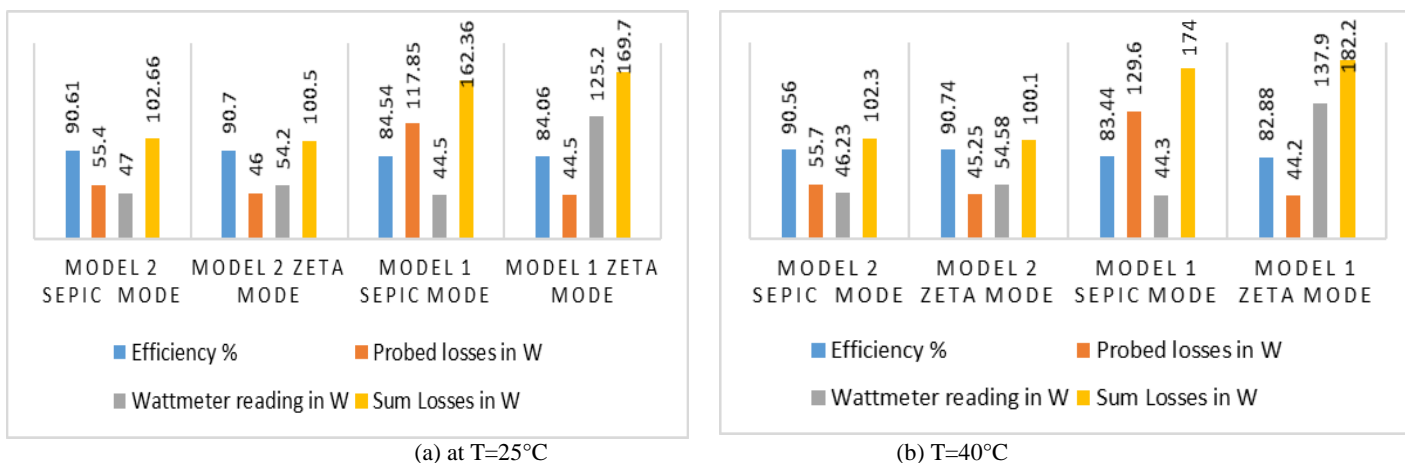 90.61 55.4 47 102.66 90.7 46 54.2 100.5 84.54 117.85 44.5 162.36 84.06 44.5 125.2 169.7
MODEL 2 SEPIC MODE
MODEL 2 ZETA MODE
MODEL 1 SEPIC MODE
MODEL 1 ZETA MODE
Efficiency % Probed losses in W
Wattmeter reading in W Sum Losses in W
(a) at T=25°C
90.56 55.7 46.23 102.3 90.74 45.25 54.58 100.1 83.44 129.6 44.3 174 82.88 44.2 137.9 182.2
MODEL 2 SEPIC MODE
MODEL 2 ZETA MODE
MODEL 1 SEPIC MODE
MODEL 1 ZETA MODE
Efficiency % Probed losses in W
Wattmeter reading in W Sum Losses in W
(b) T=40°C